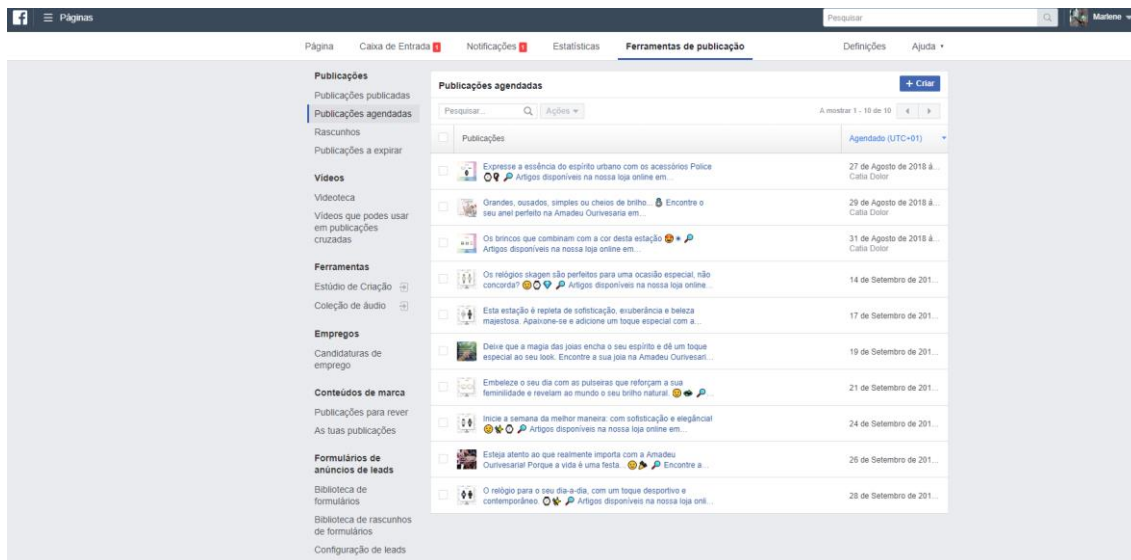 Páginas
Pesquisar
Marlene
Página Caixa de Entrada 1 Notificações 1 Estatísticas Ferramentas de publicação Definições Ajuda
Publicações
Publicações publicadas
Publicações agendadas
Rascunhos
Publicações a expirar
Vídeos
Videoteca
Vídeos que podes usar
em publicações
cruzadas
Ferramentas
Estúdio de Criação
Coleção de áudio
Empregos
Candidaturas de
emprego
Conteúdos de marca
Publicações para rever
As tuas publicações
Formulários de
anúncios de leads
Biblioteca de
formulários
Biblioteca de rascunhos
de formulários
Configuração de leads
Publicações agendadas
+ Criar
Pesquisar... Ações A mostrar 1 - 10 de 10
Publicações Agendado (UTC+01)
Expresse a essência do espírito urbano com os acessórios Police
⌚🔎 Artigos disponíveis na nossa loja online em...
27 de Agosto de 2018 à...
Catia Dolor
Grandes, ousados, simples ou cheios de brilho... 💍 Encontre o
seu anel perfeito na Amadeu Ourivesaria em...
29 de Agosto de 2018 à...
Catia Dolor
Os brincos que combinam com a cor desta estação 😍☀🔎
Artigos disponíveis na nossa loja online em...
31 de Agosto de 2018 à...
Catia Dolor
Os relógios skagen são perfeitos para uma ocasião especial, não
concorda? 😉⌚💎🔎 Artigos disponíveis na nossa loja online...
14 de Setembro de 201...
Esta estação é repleta de sofisticação, exuberância e beleza
majestosa. Apaixone-se e adicione um toque especial com a...
17 de Setembro de 201...
Deixe que a magia das joias encha o seu espírito e dê um toque
especial ao seu look. Encontre a sua joia na Amadeu Ourivesari...
19 de Setembro de 201...
Embeleze o seu dia com as pulseiras que reforçam a sua
feminilidade e revelam ao mundo o seu brilho natural. 🔎
21 de Setembro de 201...
Inicie a semana da melhor maneira: com sofisticação e elegância!
😉⌚🔎 Artigos disponíveis na nossa loja online em...
24 de Setembro de 201...
Esteja atento ao que realmente importa com a Amadeu
Ourivesaria! Porque a vida é uma festa... 🔎 Encontre a...
26 de Setembro de 201...
O relógio para o seu dia-a-dia, com um toque desportivo e
contemporâneo. ⌚🔎 Artigos disponíveis na nossa loja onli...
28 de Setembro de 201...